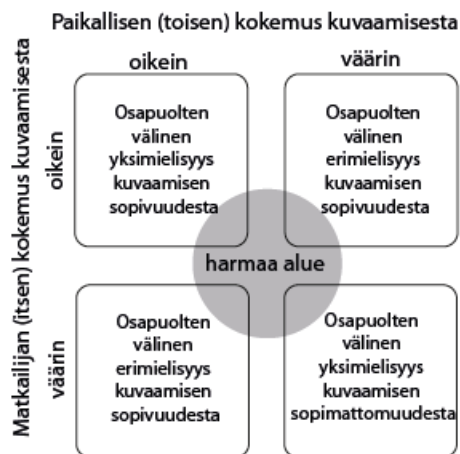 Paikallisen (toisen) kokemus kuvaamisesta
oikein
väärin
Matkailijan (itsen) kokemus kuvaamisesta
oikein
väärin
Osapuolten
välinen
yksimielisyys
kuvaamisen
sopivuudesta
Osapuolten
välinen
erimielisyys
kuvaamisen
sopivuudesta
harmaa alue
Osapuolten
välinen
erimielisyys
kuvaamisen
sopivuudesta
Osapuolten
välinen
yksimielisyys
kuvaamisen
sopimattomuudesta